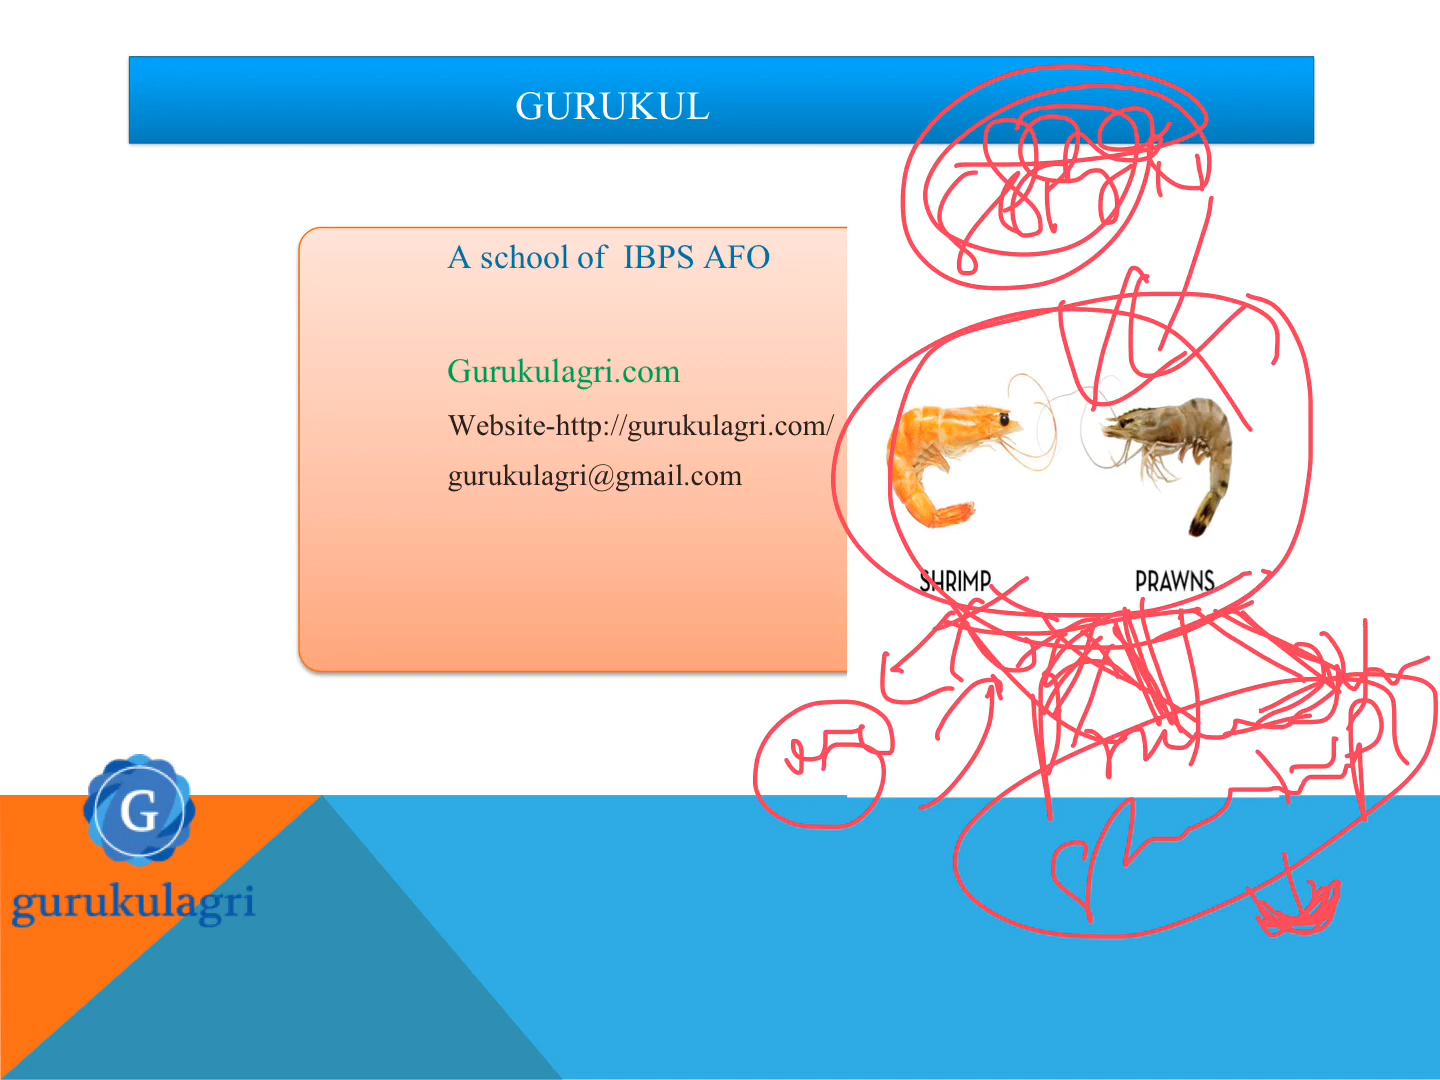 GURUKUL
A school of IBPS AFO
Gurukulagri.com
Website-http://gurukulagri.com/
gurukulagri@gmail.com
SHRIMP
PRAWNS
G
gurukulagri